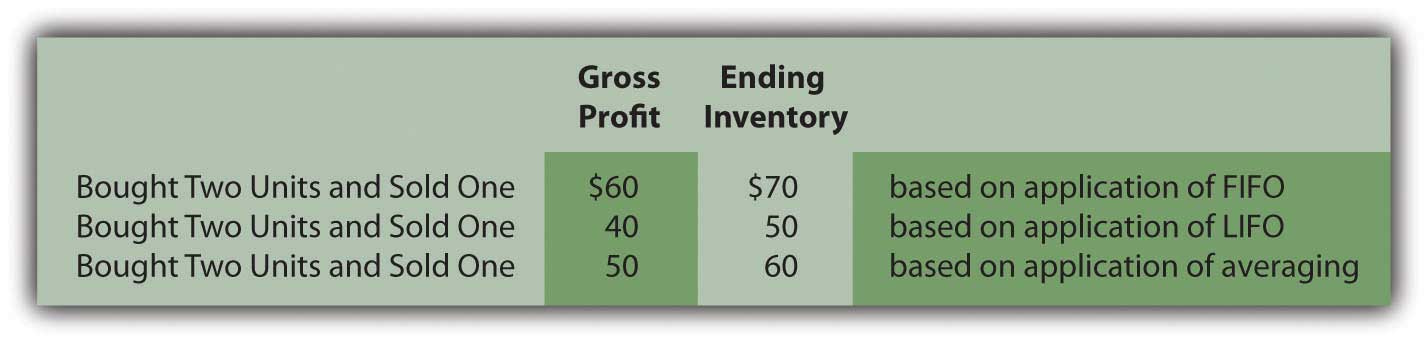 Gross Ending
Profit Inventory
Bought Two Units and Sold One $60 $70 based on application of FIFO
Bought Two Units and Sold One 40 50 based on application of LIFO
Bought Two Units and Sold One 50 60 based on application of averaging